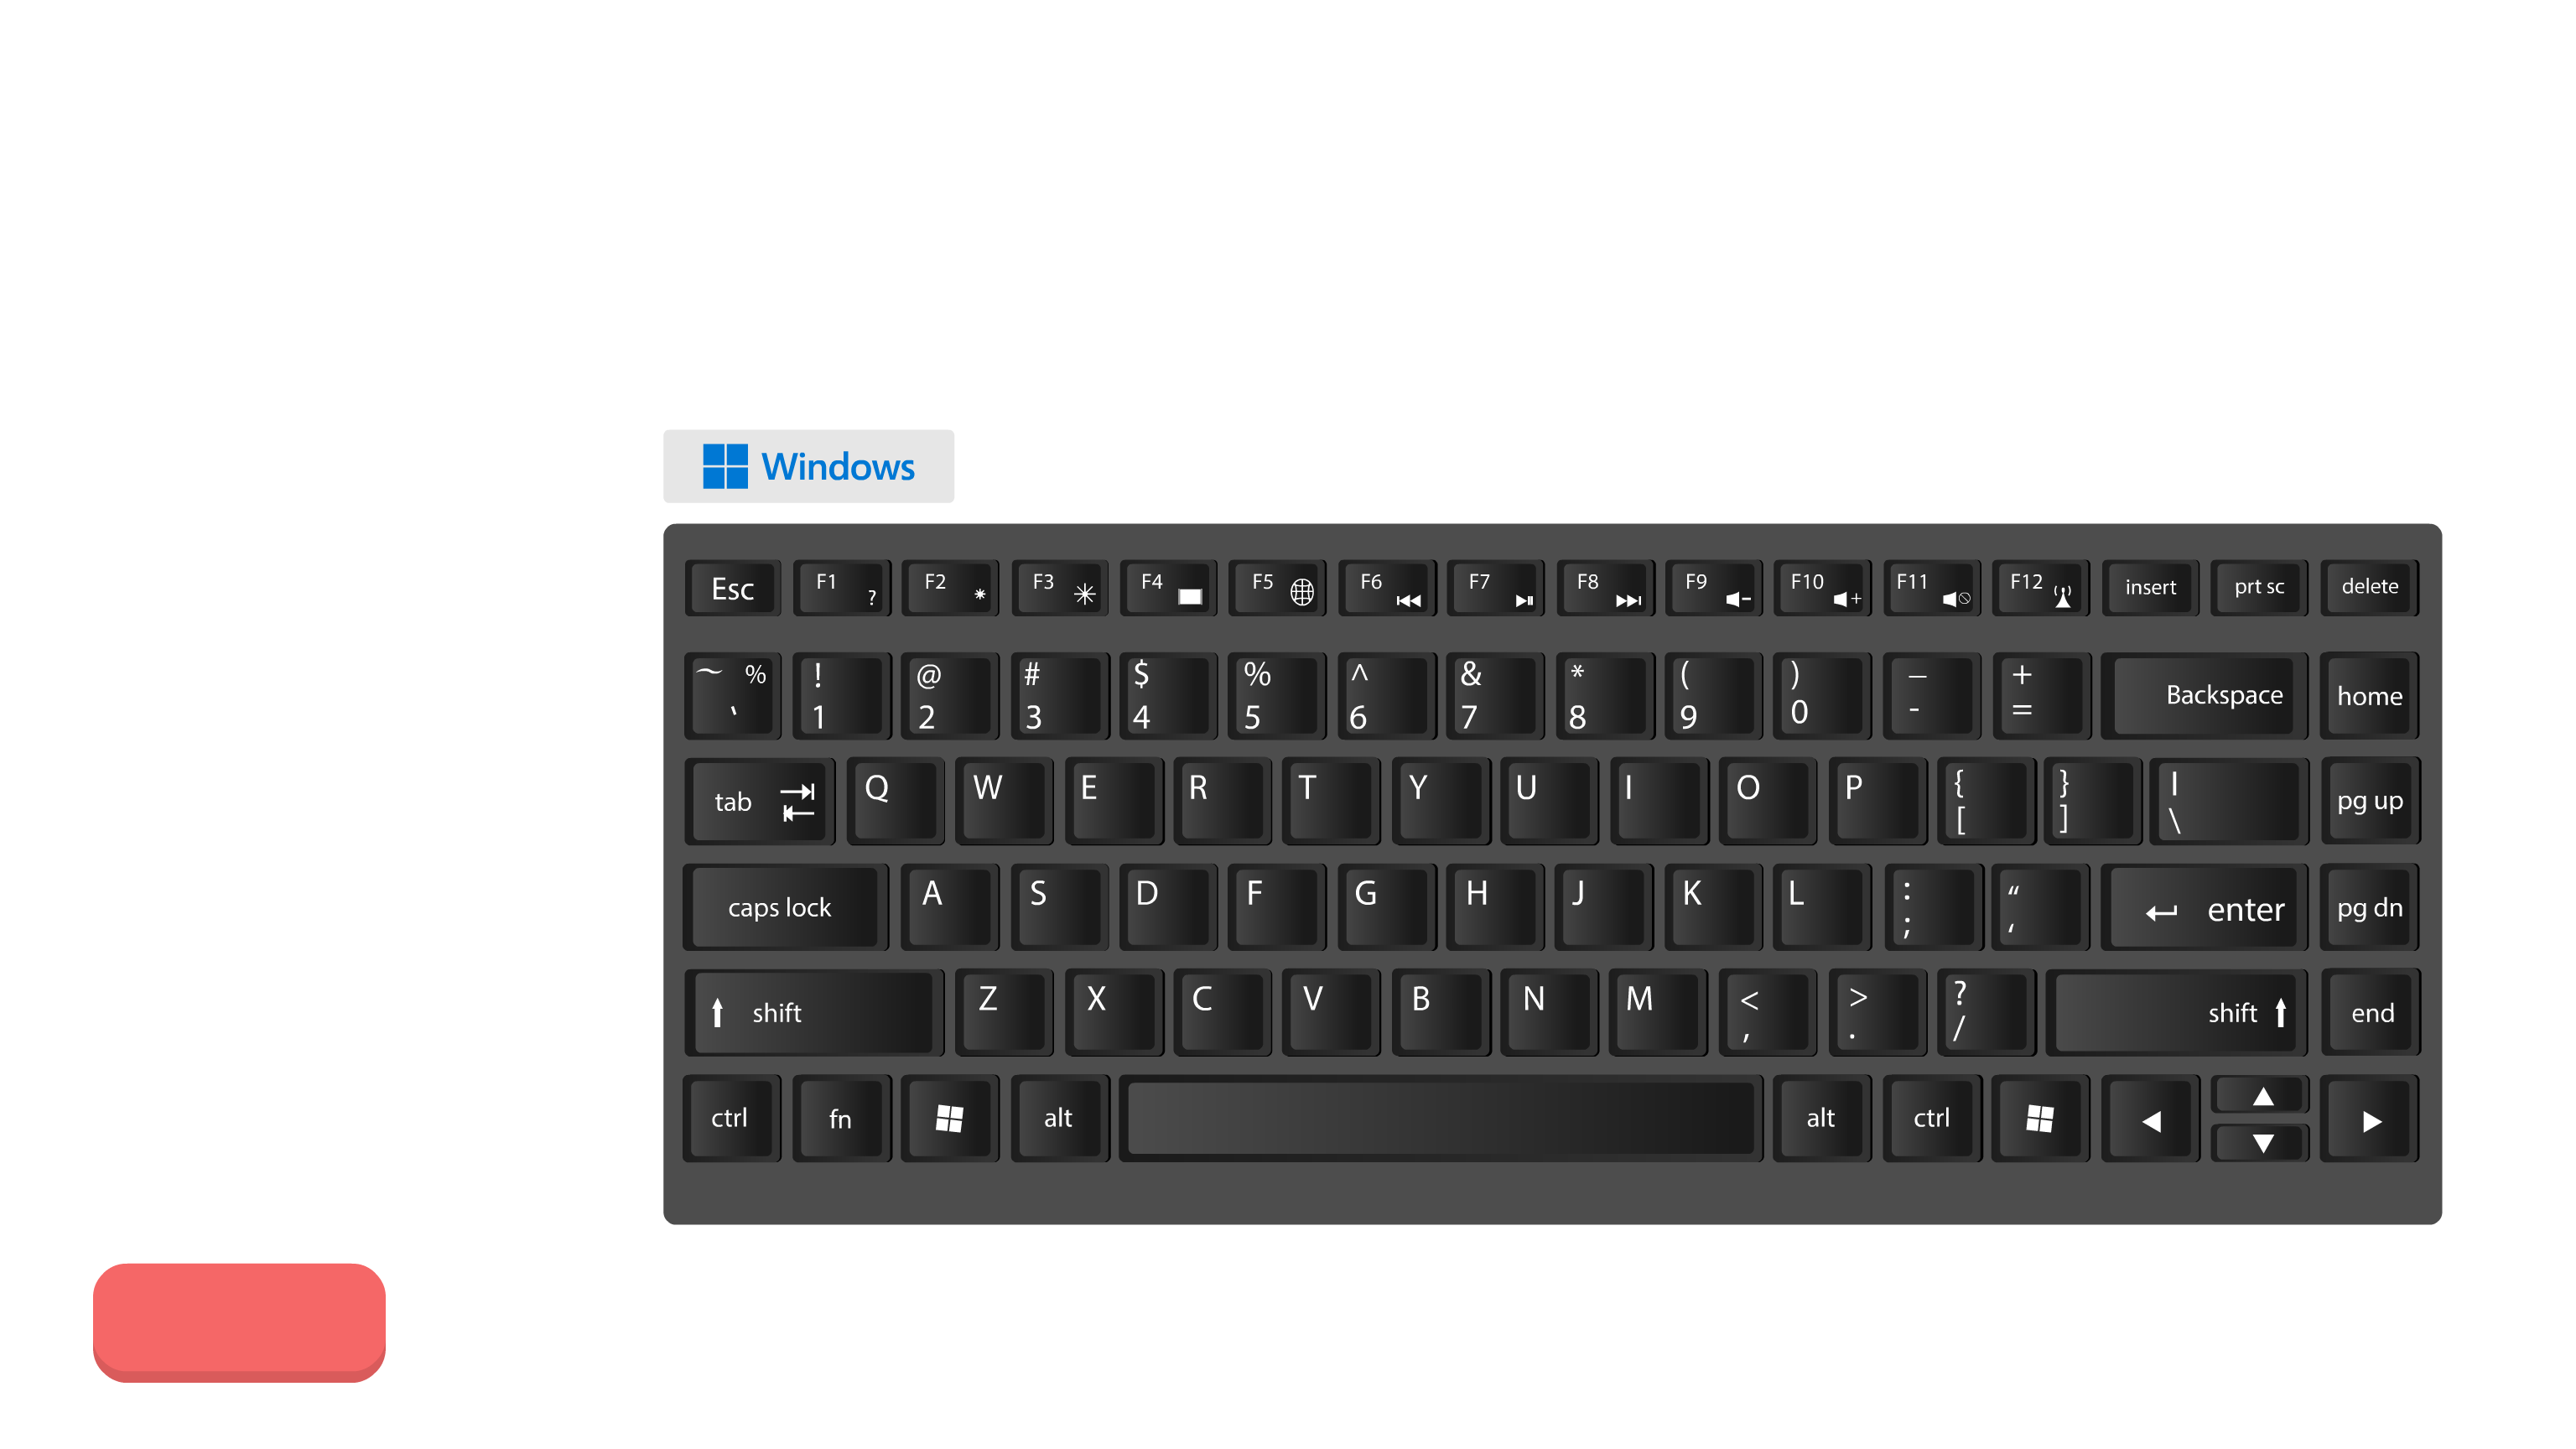 Windows
Esc F1 ? F2 F3 F4 F5 F6 F7 F8 F9 F10 F11 F12 insert prt sc delete
~ % ! @ # $ % ^ & * ( ) _ +
` 1 2 3 4 5 6 7 8 9 0 - = Backspace home
tab Q W E R T Y U I O P { } | pg up
[ ] \
caps lock A S D F G H J K L : “ enter pg dn
; ‘
shift Z X C V B N M < > ? shift end
, . /
ctrl fn alt alt ctrl